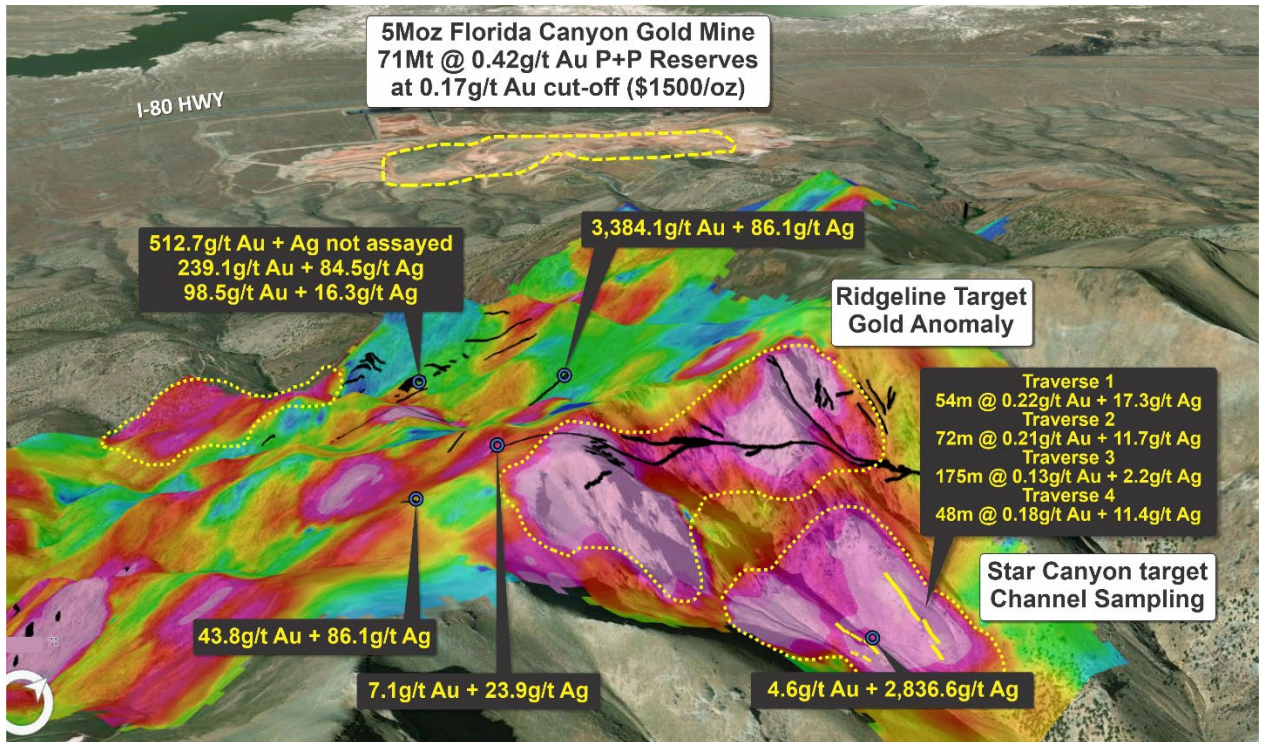 5Moz Florida Canyon Gold Mine
71Mt @ 0.42g/t Au P+P Reserves
at 0.17g/t Au cut-off ($1500/oz)
I-80 HWY
512.7g/t Au + Ag not assayed
239.1g/t Au + 84.5g/t Ag
98.5g/t Au + 16.3g/t Ag
3,384.1g/t Au + 86.1g/t Ag
Ridgeline Target
Gold Anomaly
Traverse 1
54m @ 0.22g/t Au + 17.3g/t Ag
Traverse 2
72m @ 0.21g/t Au + 11.7g/t Ag
Traverse 3
175m @ 0.13g/t Au + 2.2g/t Ag
Traverse 4
48m @ 0.18g/t Au + 11.4g/t Ag
Star Canyon target
Channel Sampling
43.8g/t Au + 86.1g/t Ag
7.1g/t Au + 23.9g/t Ag
4.6g/t Au + 2,836.6g/t Ag